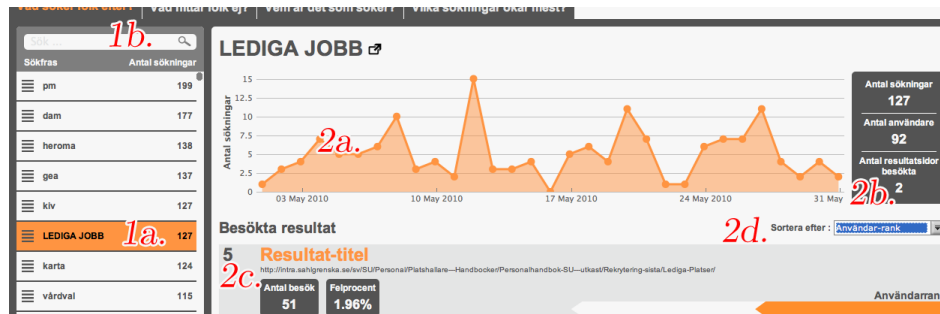 Vad söker folk efter?
Vad hittar folk ej?
Vem är det som söker?
Vilka sökningar ökar mest?
Sök ...
1b.
Sökfras Antal sökningar
pm 199
dam 177
heroma 138
gea 137
kiv 127
LEDIGA JOBB 1a. 127
karta 124
vårdval 115
LEDIGA JOBB
Antal sökningar
15
12.5
10
7.5
5
2.5
0
2a.
03 May 2010
10 May 2010
17 May 2010
24 May 2010
31 May
Antal sökningar
127
Antal användare
92
Antal resultatsidor
besökta
2
2b.
Besökta resultat
2d.
Sortera efter : Användar-rank
5
Resultat-titel
http://intra.sahlgrenska.se/sv/SU/Personal/Platshallare---Handbocker/Personalhandbok-SU---utkast/Rekrytering-sista/Lediga-Platser/
2c.
Antal besök
51
Felprocent
1.96%
Användarran